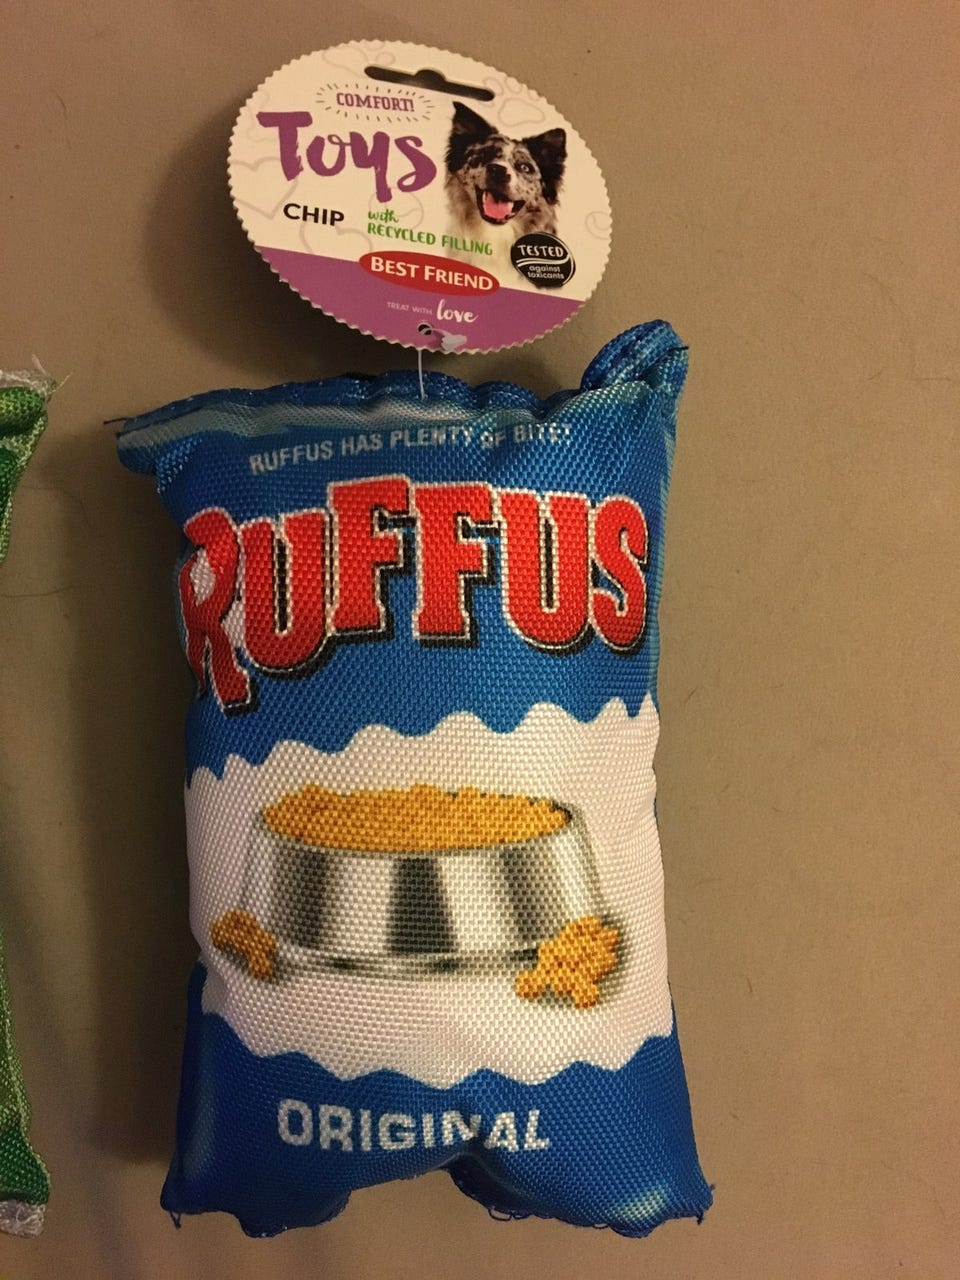 COMFORT!
Toys
CHIP
with
RECYCLED FILLING
TESTED
against
toxicants
BEST FRIEND
TREAT WITH love
RUFFUS HAS PLENTY OF BITE!
RUFFUS
ORIGINAL